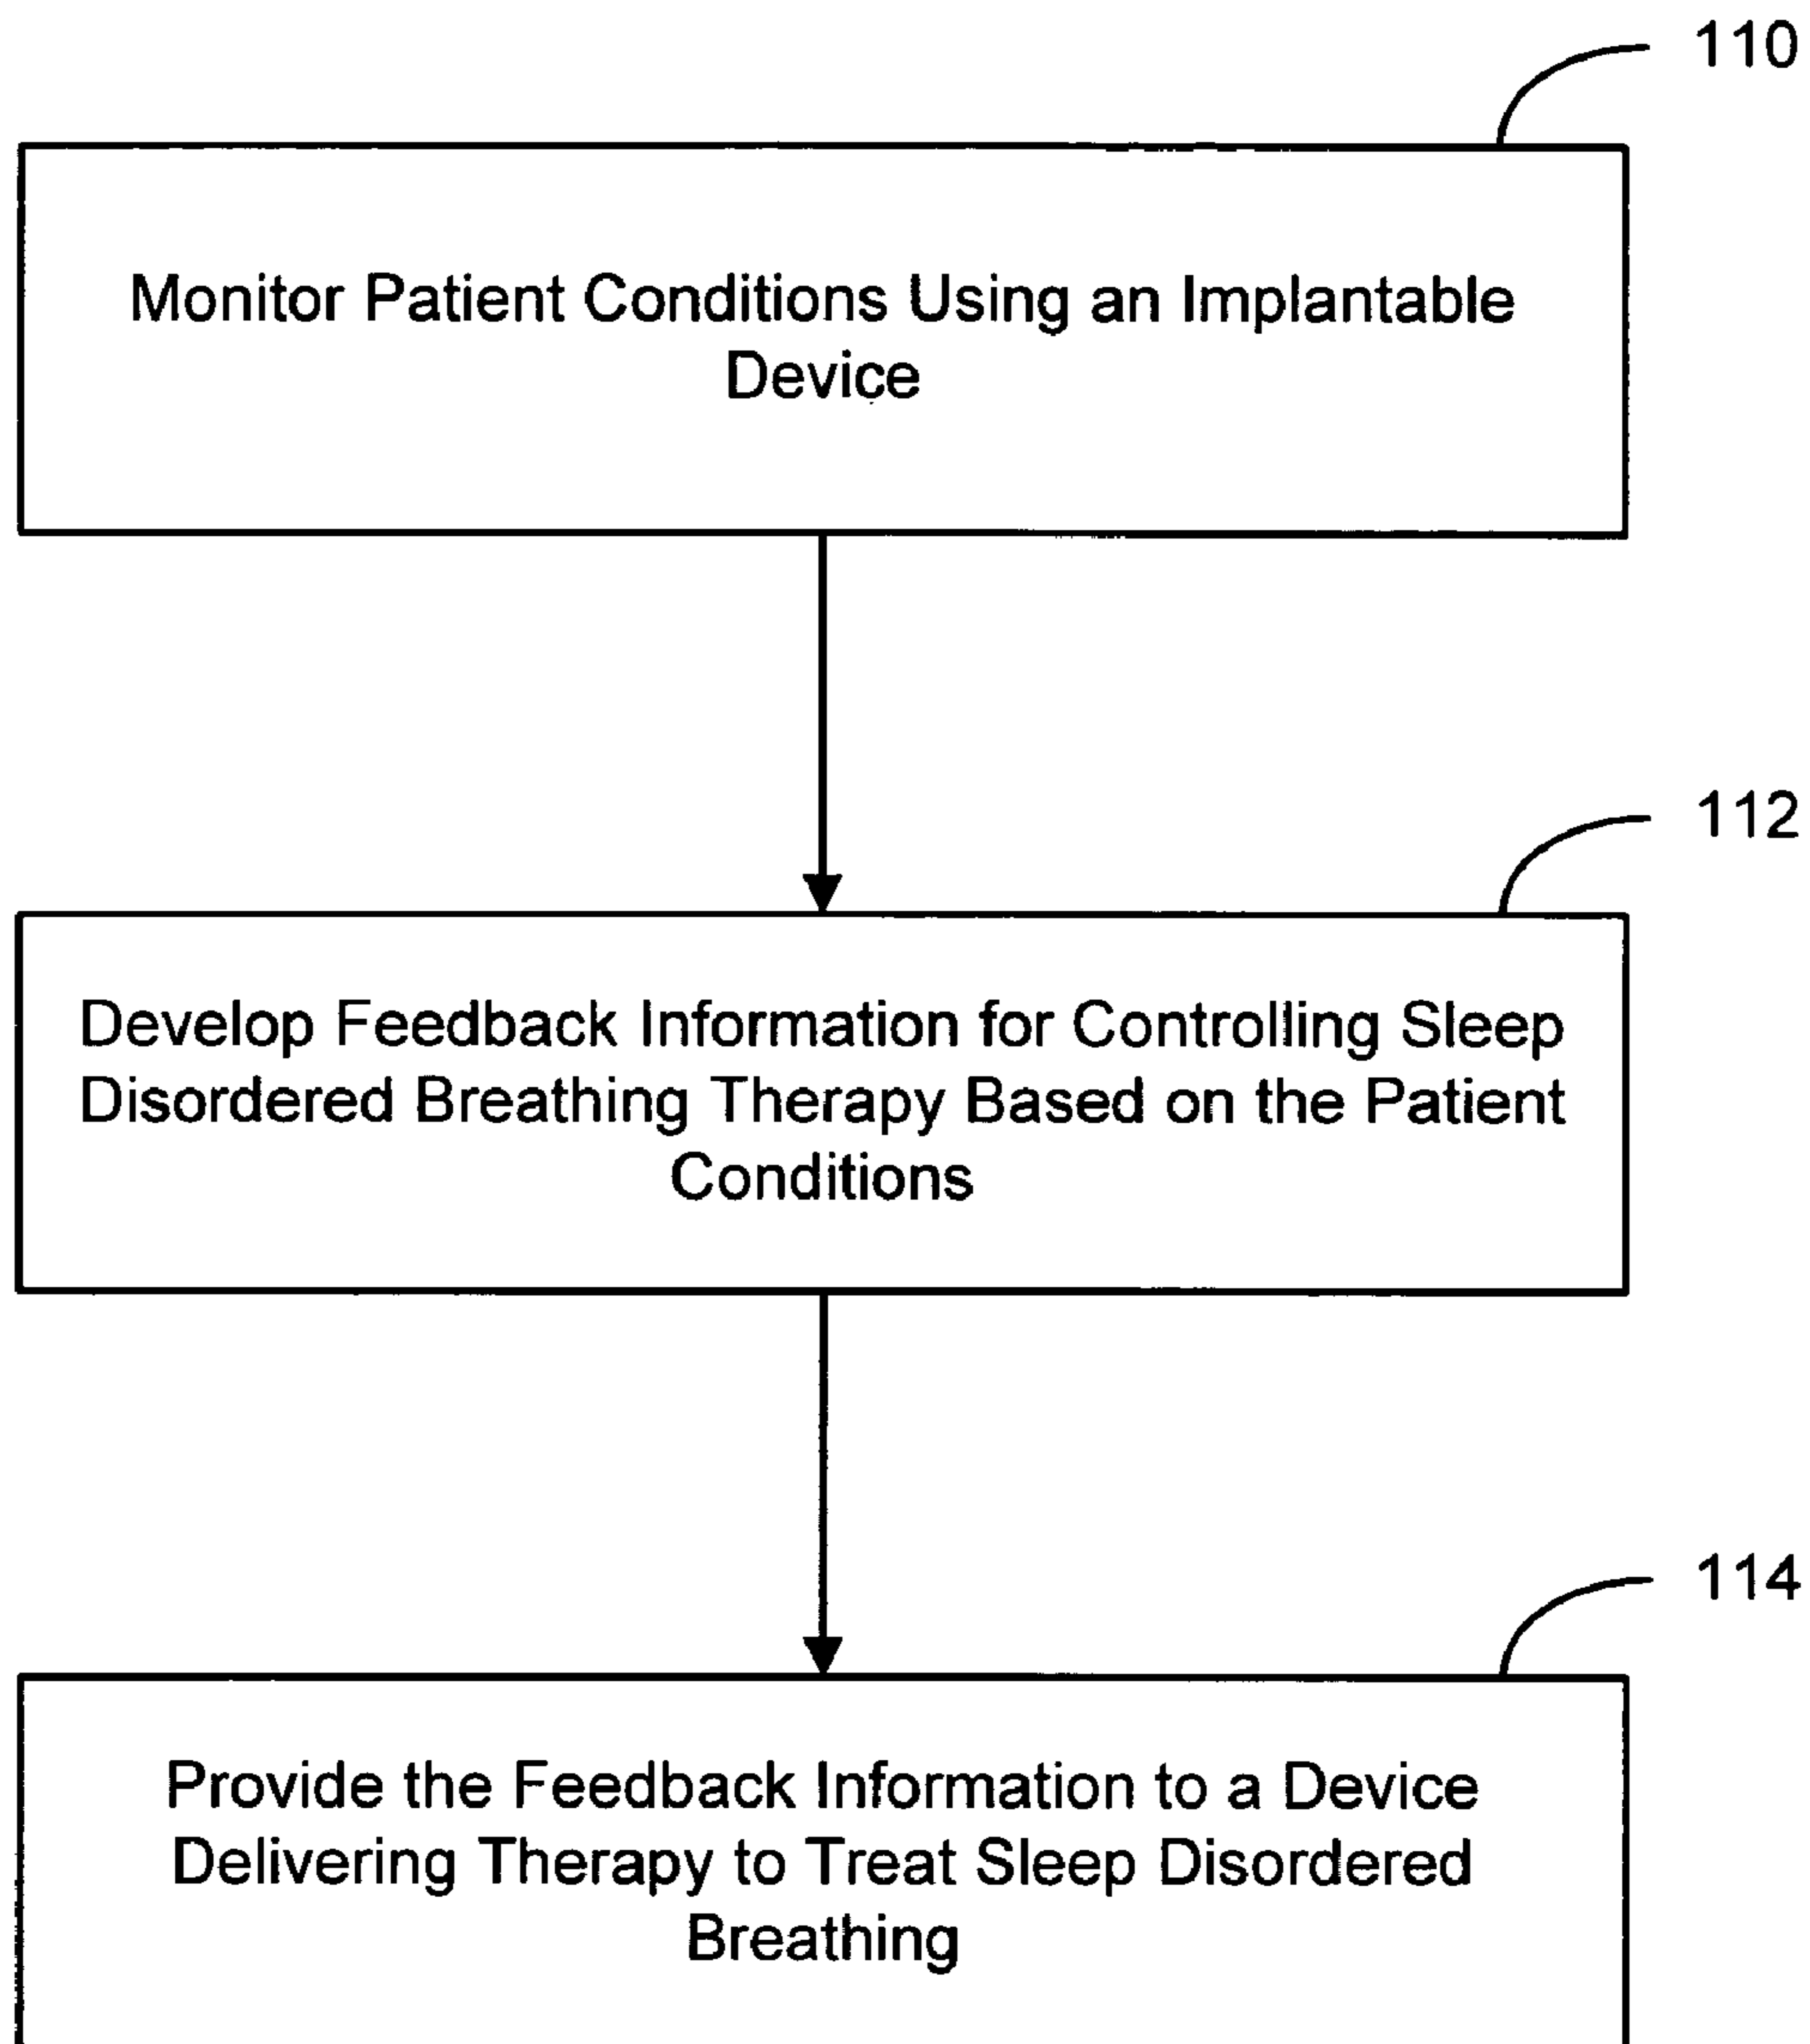 110
Monitor Patient Conditions Using an Implantable
Device
112
Develop Feedback Information for Controlling Sleep
Disordered Breathing Therapy Based on the Patient
Conditions
114
Provide the Feedback Information to a Device
Delivering Therapy to Treat Sleep Disordered
Breathing